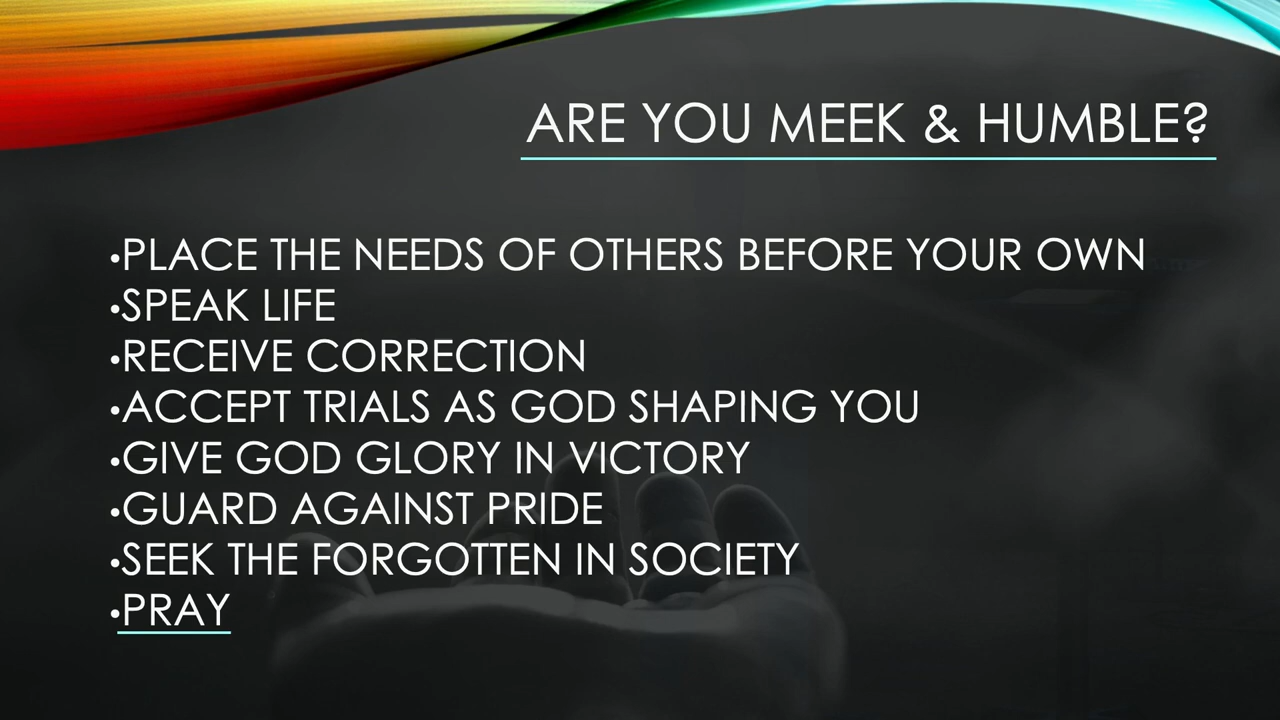 ARE YOU MEEK & HUMBLE?
•PLACE THE NEEDS OF OTHERS BEFORE YOUR OWN
•SPEAK LIFE
•RECEIVE CORRECTION
•ACCEPT TRIALS AS GOD SHAPING YOU
•GIVE GOD GLORY IN VICTORY
•GUARD AGAINST PRIDE
•SEEK THE FORGOTTEN IN SOCIETY
•PRAY